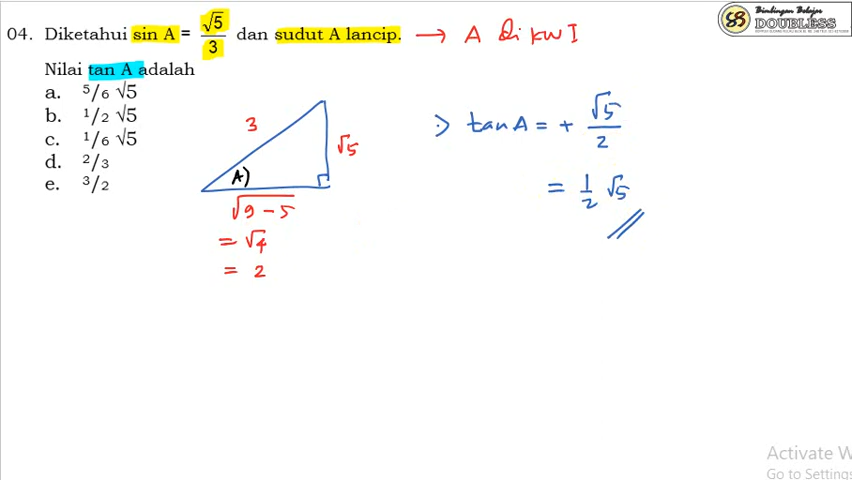 04. Diketahui sin A = √5/3 dan sudut A lancip. → A di kw I
Nilai tan A adalah
a. 5/6 √5
b. 1/2 √5
c. 1/6 √5
d. 2/3
e. 3/2
3
√5
A)
√9-5
= √4
= 2
∴ tan A = + √5/2
= 1/2 √5
Bimbingan Belajar
DOUBLESS
Activate W
Go to Settings